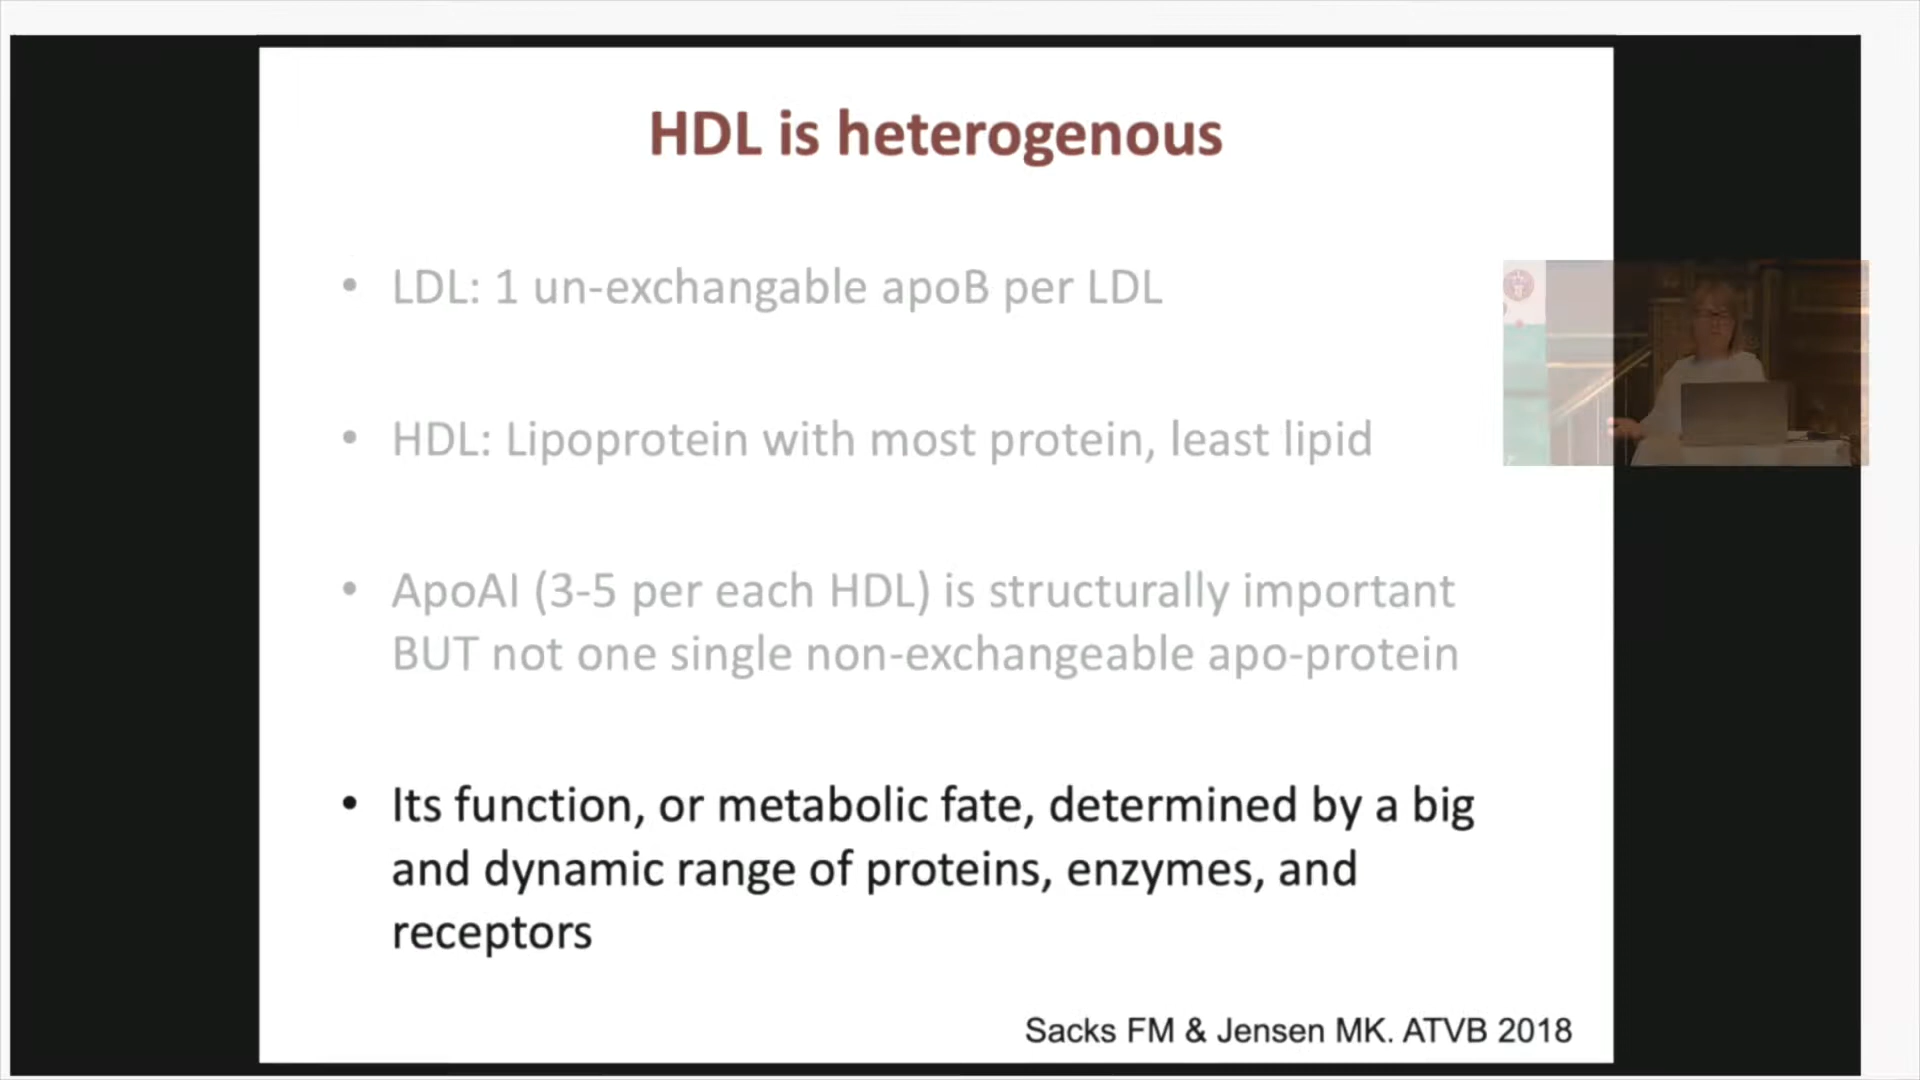 HDL is heterogenous
• LDL: 1 un-exchangable apoB per LDL
• HDL: Lipoprotein with most protein, least lipid
• ApoAI (3-5 per each HDL) is structurally important
BUT not one single non-exchangeable apo-protein
• Its function, or metabolic fate, determined by a big
and dynamic range of proteins, enzymes, and
receptors
Sacks FM & Jensen MK. ATVB 2018